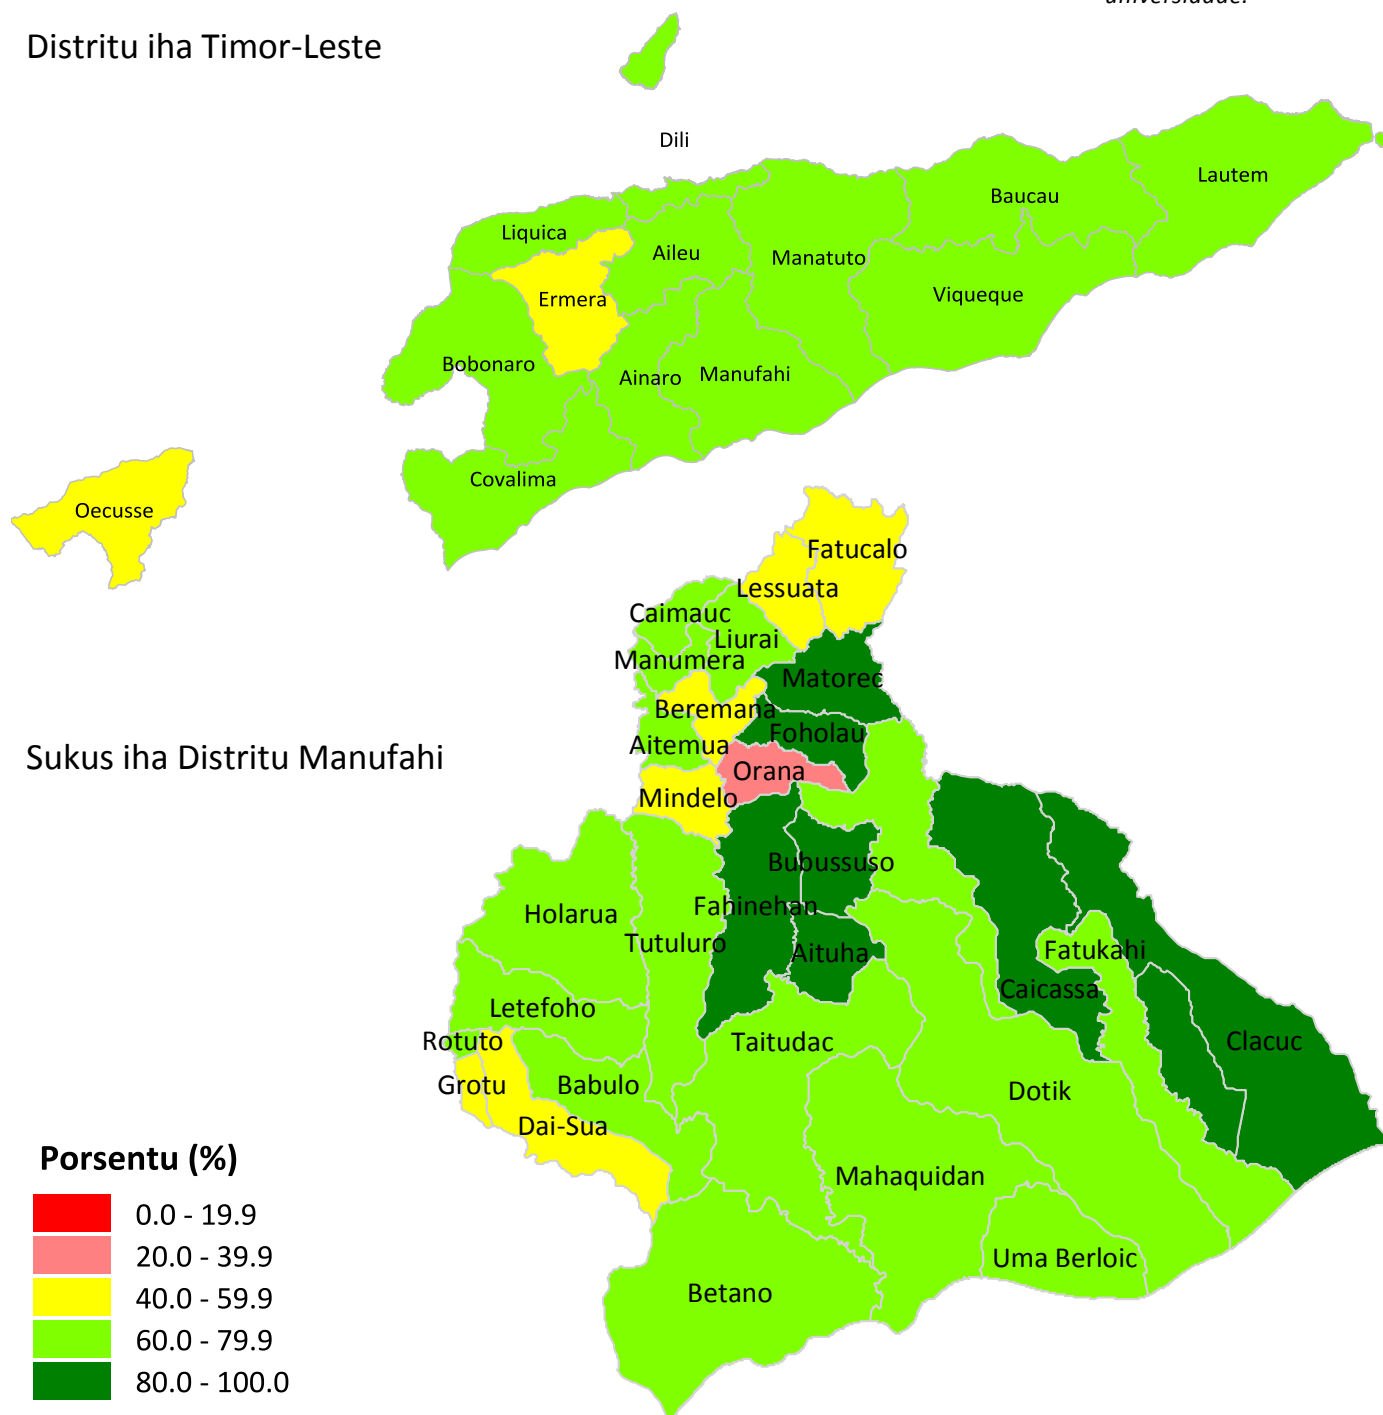 Distritu iha Timor-Leste
Dili
Lautem
Baucau
Liquica
Aileu
Manatuto
Viqueque
Ermera
Bobonaro
Ainaro
Manufahi
Covalima
Oecusse
Fatucalo
Lessuata
Caimauc
Liurai
Manumera
Matorec
Beremana
Foholau
Aitemua
Sukus iha Distritu Manufahi
Orana
Mindelo
Bubussuso
Fahinehan
Holarua
Tutuluro
Aituha
Fatukahi
Caicassa
Letefoho
Rotuto
Taitudac
Clacuc
Grotu
Babulo
Dotik
Dai-Sua
Mahaquidan
Uma Berloic
Betano
Porsentu (%)
0.0 - 19.9
20.0 - 39.9
40.0 - 59.9
60.0 - 79.9
80.0 - 100.0